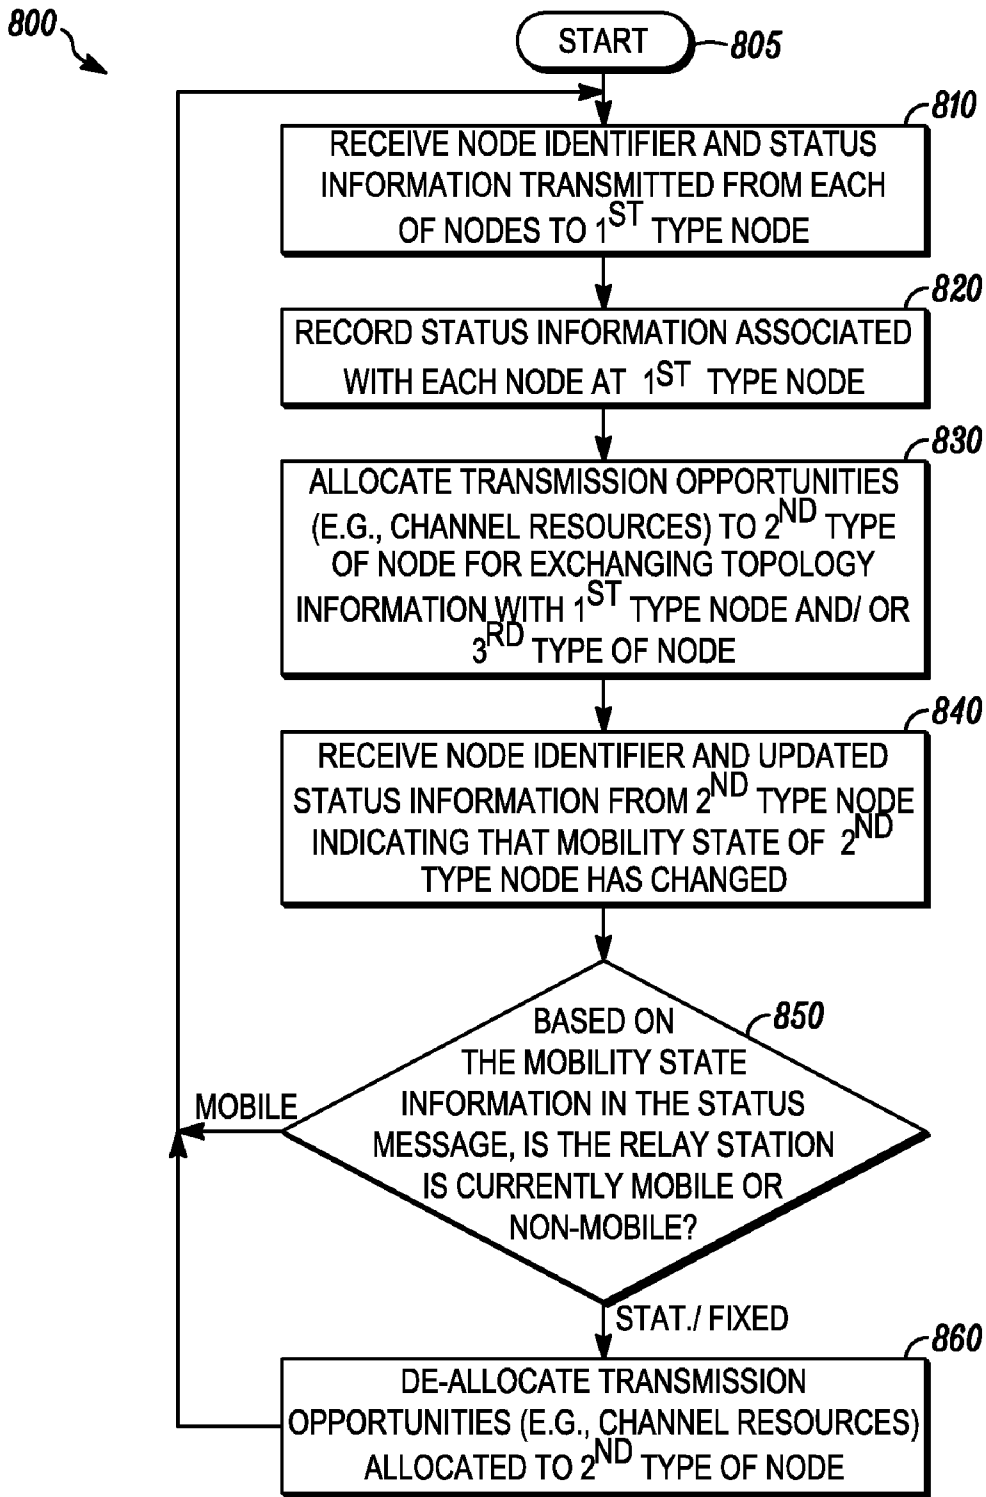 800
START
805
810
RECEIVE NODE IDENTIFIER AND STATUS
INFORMATION TRANSMITTED FROM EACH
OF NODES TO 1ST TYPE NODE
820
RECORD STATUS INFORMATION ASSOCIATED
WITH EACH NODE AT 1ST TYPE NODE
830
ALLOCATE TRANSMISSION OPPORTUNITIES
(E.G., CHANNEL RESOURCES) TO 2ND TYPE
OF NODE FOR EXCHANGING TOPOLOGY
INFORMATION WITH 1ST TYPE NODE AND/ OR
3RD TYPE OF NODE
840
RECEIVE NODE IDENTIFIER AND UPDATED
STATUS INFORMATION FROM 2ND TYPE NODE
INDICATING THAT MOBILITY STATE OF 2ND
TYPE NODE HAS CHANGED
850
BASED ON
THE MOBILITY STATE
INFORMATION IN THE STATUS
MESSAGE, IS THE RELAY STATION
IS CURRENTLY MOBILE OR
NON-MOBILE?
MOBILE
STAT./ FIXED
860
DE-ALLOCATE TRANSMISSION
OPPORTUNITIES (E.G., CHANNEL RESOURCES)
ALLOCATED TO 2ND TYPE OF NODE